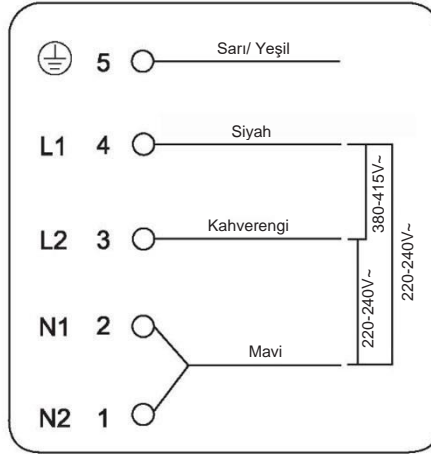 5 Sarı/ Yeşil
L1 4 Siyah
380-415V~
220-240V~
L2 3 Kahverengi
220-240V~
N1 2
Mavi
N2 1